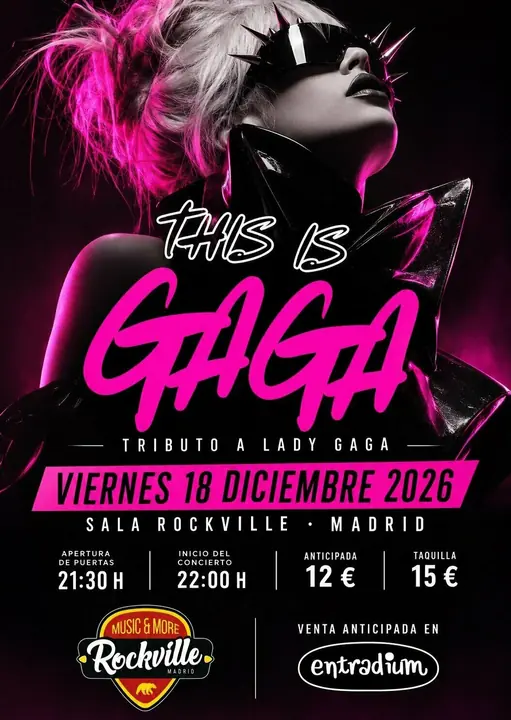 THIS IS
GAGA
TRIBUTO A LADY GAGA
VIERNES 18 DICIEMBRE 2026
SALA ROCKVILLE · MADRID
APERTURA
DE PUERTAS
21:30 H
INICIO DEL
CONCIERTO
22:00 H
ANTICIPADA
12 €
TAQUILLA
15 €
MUSIC & MORE
Rockville
MADRID
VENTA ANTICIPADA EN
entradium